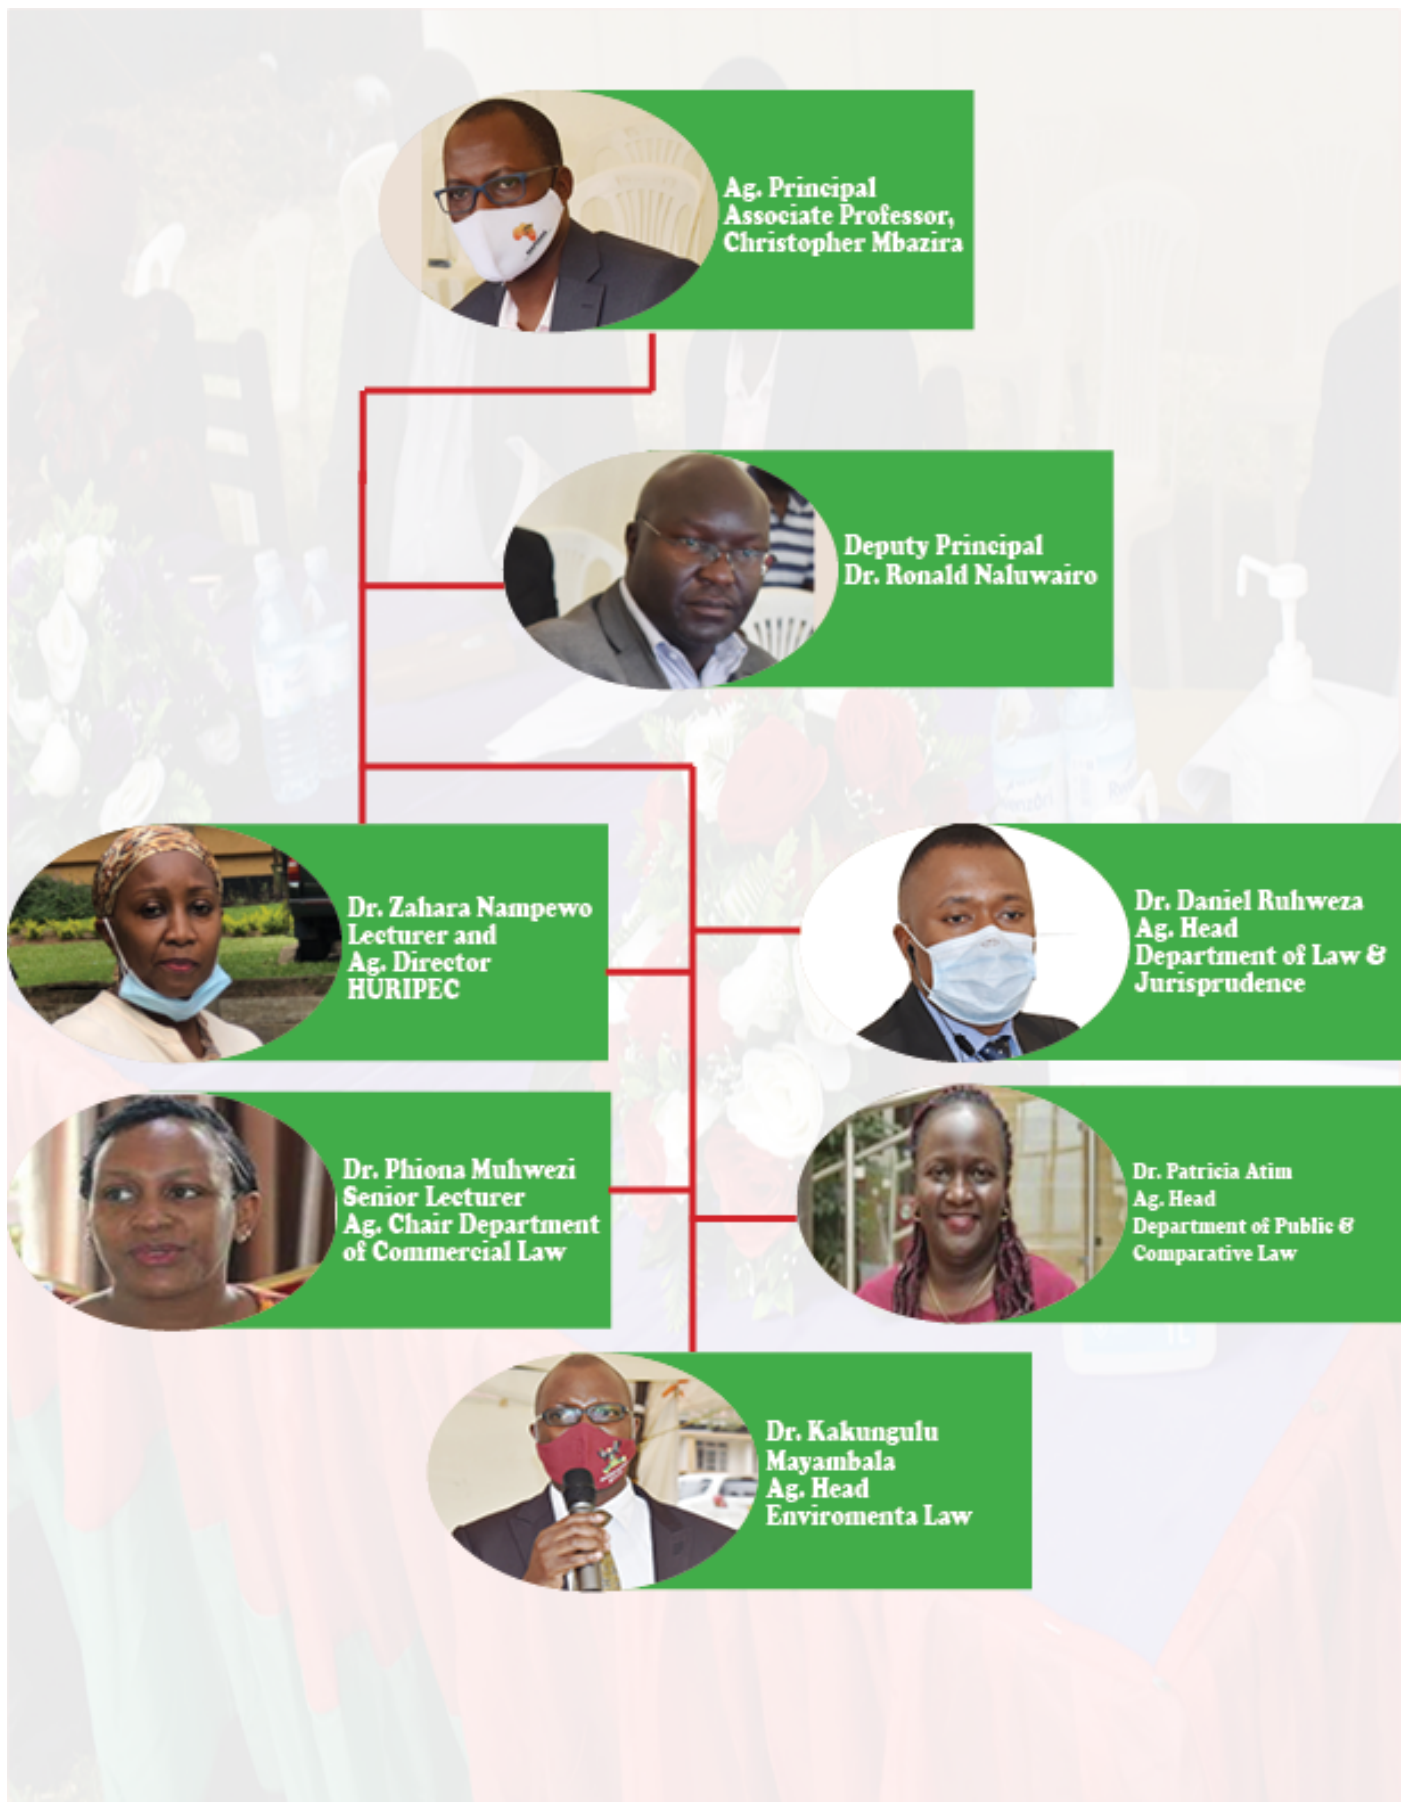 Ag. Principal
Associate Professor,
Christopher Mbazira
Deputy Principal
Dr. Ronald Naluwairo
Dr. Zahara Nampewo
Lecturer and
Ag. Director
HURIPEC
Dr. Daniel Ruhweza
Ag. Head
Department of Law &
Jurisprudence
Dr. Phiona Muhwezi
Senior Lecturer
Ag. Chair Department
of Commercial Law
Dr. Patricia Atim
Ag. Head
Department of Public &
Comparative Law
Dr. Kakungulu
Mayambala
Ag. Head
Enviromenta Law